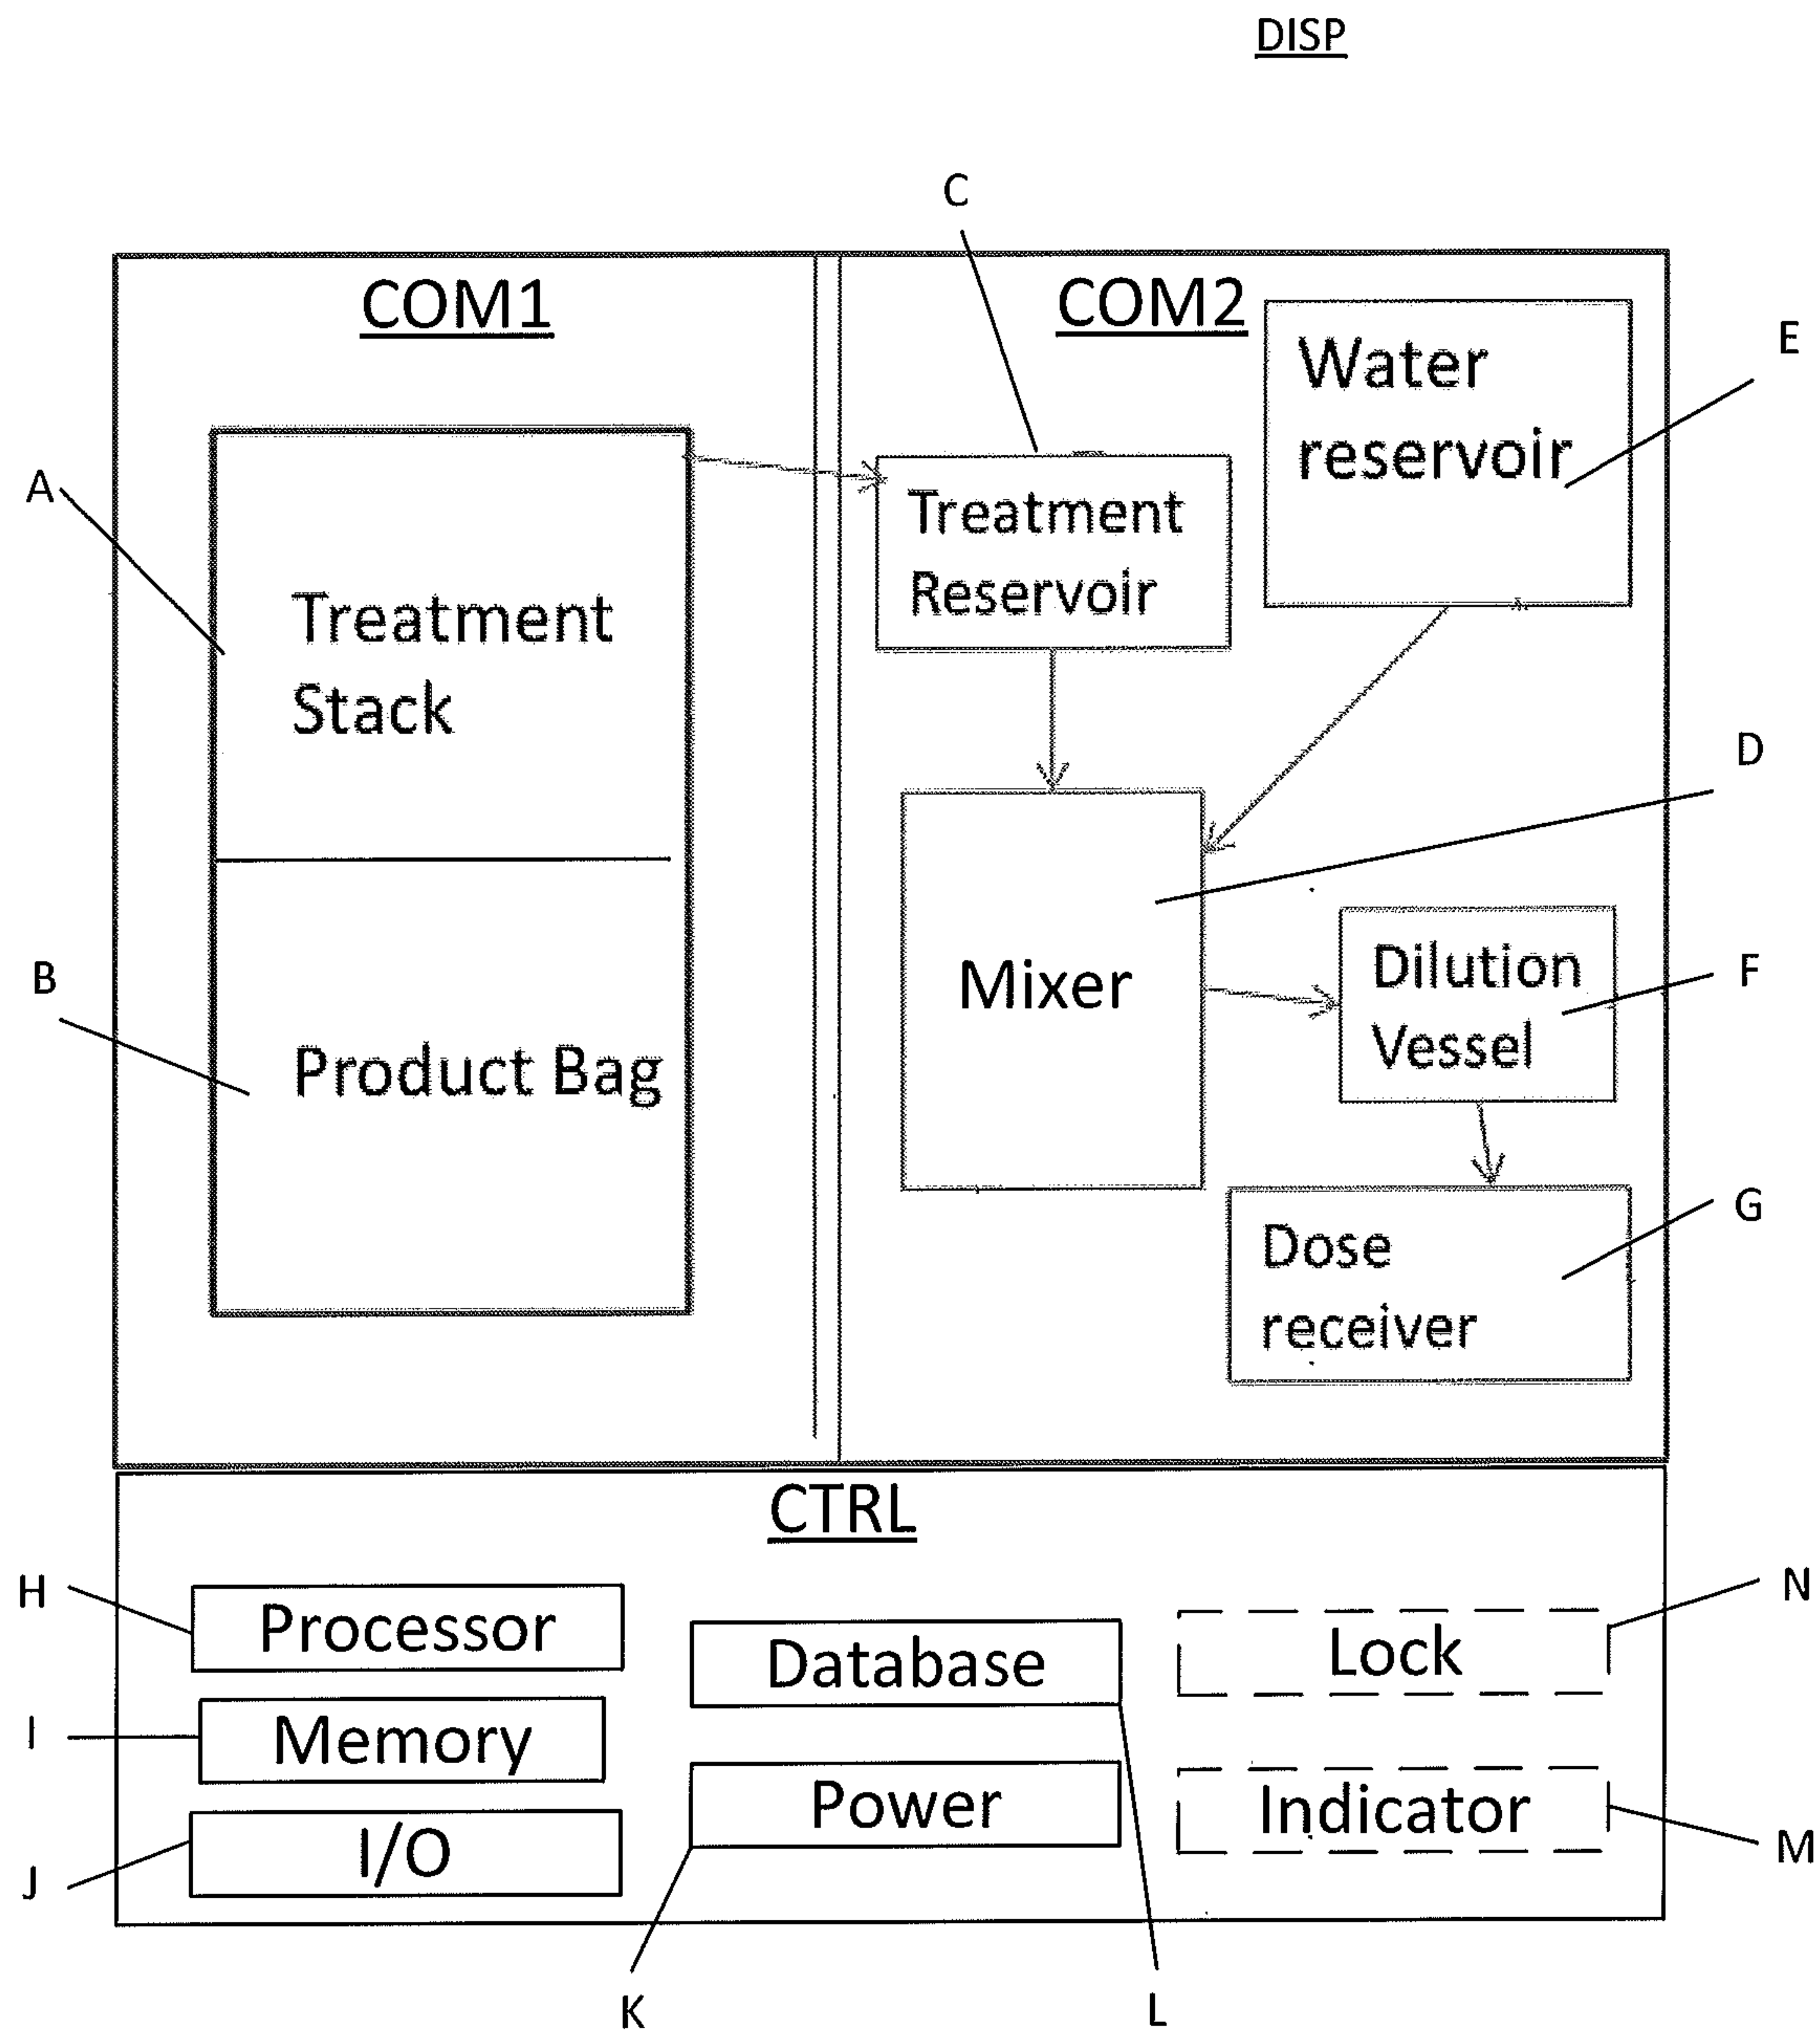 DISP
C
COM1
COM2
Water
reservoir
E
A
Treatment
Reservoir
Treatment
Stack
D
B
Product Bag
Mixer
Dilution
Vessel
F
G
Dose
receiver
CTRL
H
Processor
Database
Lock
N
I
Memory
Power
Indicator
M
J
I/O
K
L